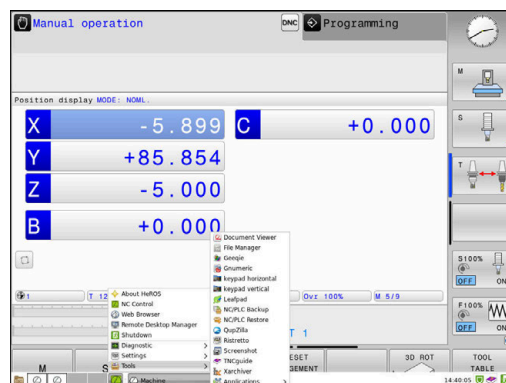 Manual operation
DNC
Programming
Position display MODE: NOML.
X -5.899
C +0.000
Y +85.854
Z -5.000
B +0.000
M
S
T
S100%
OFF ON
F100%
OFF ON
1
T 12
Ovr 100%
M 5/9
T 1
About HeROS
NC Control
Web Browser
Remote Desktop Manager
Shutdown
Diagnostic
Settings
Tools
Document Viewer
File Manager
Geeqie
Gnumeric
keypad horizontal
keypad vertical
Leafpad
NC/PLC Backup
NC/PLC Restore
QupZilla
Ristretto
Screenshot
TNCguide
Xarchiver
Applications
M
S
3D ROT
TOOL
TABLE
Machine
14:40:05